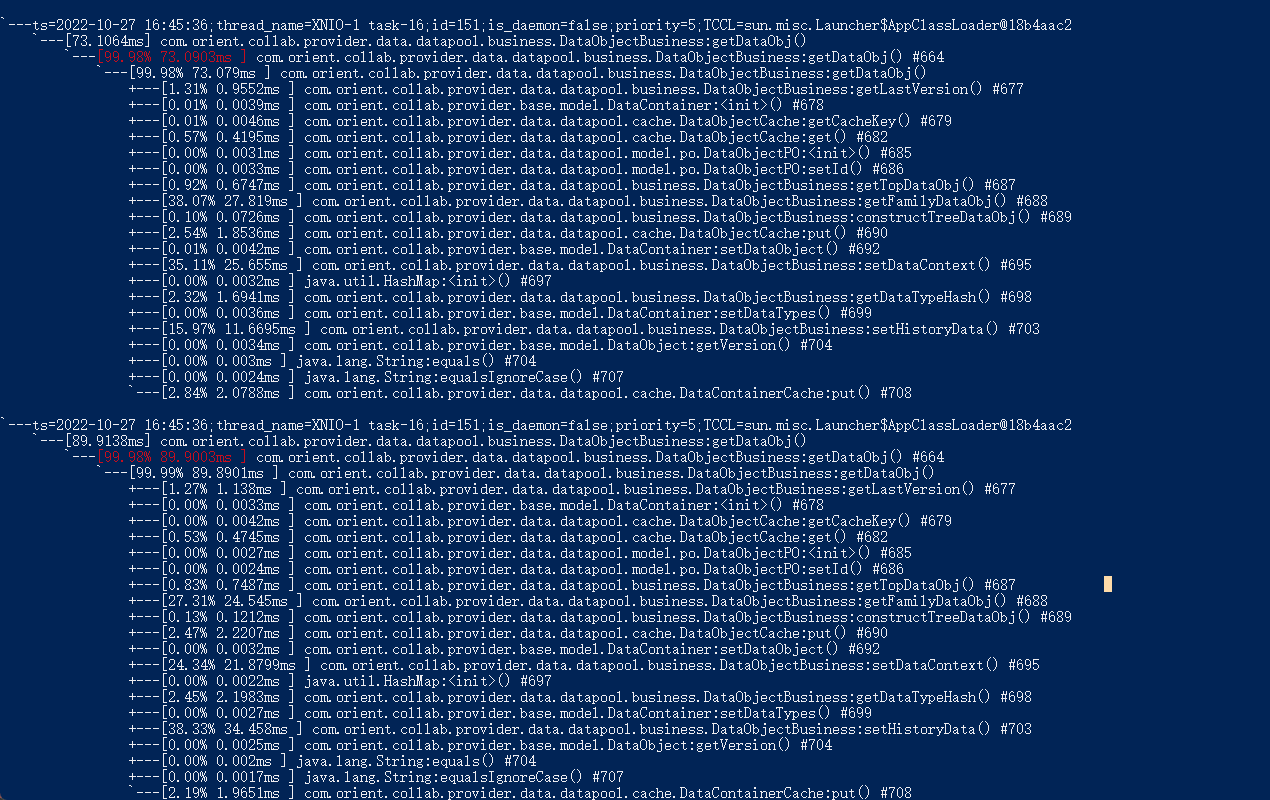 `---ts=2022-10-27 16:45:36;thread_name=XNIO-1 task-16;id=151;is_daemon=false;priority=5;TCCL=sun.misc.Launcher$AppClassLoader@18b4aac2
`---[73.1064ms] com.orient.collab.provider.data.datapool.business.DataObjectBusiness:getDataObj()
`---[99.98% 73.0903ms ] com.orient.collab.provider.data.datapool.business.DataObjectBusiness:getDataObj() #664
`---[99.98% 73.079ms ] com.orient.collab.provider.data.datapool.business.DataObjectBusiness:getDataObj()
+---[1.31% 0.9552ms ] com.orient.collab.provider.data.datapool.business.DataObjectBusiness:getLastVersion() #677
+---[0.01% 0.0039ms ] com.orient.collab.provider.base.model.DataContainer:<init>() #678
+---[0.01% 0.0046ms ] com.orient.collab.provider.data.datapool.cache.DataObjectCache:getCacheKey() #679
+---[0.57% 0.4195ms ] com.orient.collab.provider.data.datapool.cache.DataObjectCache:get() #682
+---[0.00% 0.0031ms ] com.orient.collab.provider.data.datapool.model.po.DataObjectPO:<init>() #685
+---[0.00% 0.0033ms ] com.orient.collab.provider.data.datapool.model.po.DataObjectPO:setId() #686
+---[0.92% 0.6747ms ] com.orient.collab.provider.data.datapool.business.DataObjectBusiness:getTopDataObj() #687
+---[38.07% 27.819ms ] com.orient.collab.provider.data.datapool.business.DataObjectBusiness:getFamilyDataObj() #688
+---[0.10% 0.0726ms ] com.orient.collab.provider.data.datapool.business.DataObjectBusiness:constructTreeDataObj() #689
+---[2.54% 1.8536ms ] com.orient.collab.provider.data.datapool.cache.DataObjectCache:put() #690
+---[0.01% 0.0042ms ] com.orient.collab.provider.base.model.DataContainer:setDataObject() #692
+---[35.11% 25.655ms ] com.orient.collab.provider.data.datapool.business.DataObjectBusiness:setDataContext() #695
+---[0.00% 0.0032ms ] java.util.HashMap:<init>() #697
+---[2.32% 1.6941ms ] com.orient.collab.provider.data.datapool.business.DataObjectBusiness:getDataTypeHash() #698
+---[0.00% 0.0036ms ] com.orient.collab.provider.base.model.DataContainer:setDataTypes() #699
+---[15.97% 11.6695ms ] com.orient.collab.provider.data.datapool.business.DataObjectBusiness:setHistoryData() #703
+---[0.00% 0.0034ms ] com.orient.collab.provider.base.model.DataObject:getVersion() #704
+---[0.00% 0.003ms ] java.lang.String:equals() #704
+---[0.00% 0.0024ms ] java.lang.String:equalsIgnoreCase() #707
`---[2.84% 2.0788ms ] com.orient.collab.provider.data.datapool.cache.DataContainerCache:put() #708
`---ts=2022-10-27 16:45:36;thread_name=XNIO-1 task-16;id=151;is_daemon=false;priority=5;TCCL=sun.misc.Launcher$AppClassLoader@18b4aac2
`---[89.9138ms] com.orient.collab.provider.data.datapool.business.DataObjectBusiness:getDataObj()
`---[99.98% 89.9003ms ] com.orient.collab.provider.data.datapool.business.DataObjectBusiness:getDataObj() #664
`---[99.99% 89.8901ms ] com.orient.collab.provider.data.datapool.business.DataObjectBusiness:getDataObj()
+---[1.27% 1.138ms ] com.orient.collab.provider.data.datapool.business.DataObjectBusiness:getLastVersion() #677
+---[0.00% 0.0033ms ] com.orient.collab.provider.base.model.DataContainer:<init>() #678
+---[0.00% 0.0042ms ] com.orient.collab.provider.data.datapool.cache.DataObjectCache:getCacheKey() #679
+---[0.53% 0.4745ms ] com.orient.collab.provider.data.datapool.cache.DataObjectCache:get() #682
+---[0.00% 0.0027ms ] com.orient.collab.provider.data.datapool.model.po.DataObjectPO:<init>() #685
+---[0.00% 0.0024ms ] com.orient.collab.provider.data.datapool.model.po.DataObjectPO:setId() #686
+---[0.83% 0.7487ms ] com.orient.collab.provider.data.datapool.business.DataObjectBusiness:getTopDataObj() #687
+---[27.31% 24.545ms ] com.orient.collab.provider.data.datapool.business.DataObjectBusiness:getFamilyDataObj() #688
+---[0.13% 0.1212ms ] com.orient.collab.provider.data.datapool.business.DataObjectBusiness:constructTreeDataObj() #689
+---[2.47% 2.2207ms ] com.orient.collab.provider.data.datapool.cache.DataObjectCache:put() #690
+---[0.00% 0.0032ms ] com.orient.collab.provider.base.model.DataContainer:setDataObject() #692
+---[24.34% 21.8799ms ] com.orient.collab.provider.data.datapool.business.DataObjectBusiness:setDataContext() #695
+---[0.00% 0.0022ms ] java.util.HashMap:<init>() #697
+---[2.45% 2.1983ms ] com.orient.collab.provider.data.datapool.business.DataObjectBusiness:getDataTypeHash() #698
+---[0.00% 0.0027ms ] com.orient.collab.provider.base.model.DataContainer:setDataTypes() #699
+---[38.33% 34.458ms ] com.orient.collab.provider.data.datapool.business.DataObjectBusiness:setHistoryData() #703
+---[0.00% 0.0025ms ] com.orient.collab.provider.base.model.DataObject:getVersion() #704
+---[0.00% 0.002ms ] java.lang.String:equals() #704
+---[0.00% 0.0017ms ] java.lang.String:equalsIgnoreCase() #707
`---[2.19% 1.9651ms ] com.orient.collab.provider.data.datapool.cache.DataContainerCache:put() #708